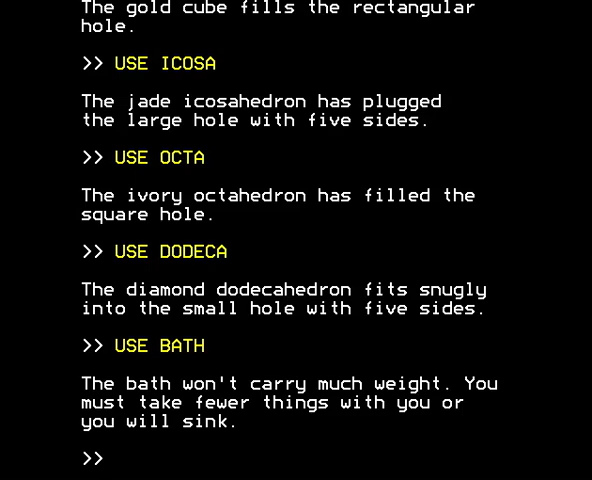 The gold cube fills the rectangular
hole.
>> USE ICOSA
The jade icosahedron has plugged
the large hole with five sides.
>> USE OCTA
The ivory octahedron has filled the
square hole.
>> USE DODECA
The diamond dodecahedron fits snugly
into the small hole with five sides.
>> USE BATH
The bath won't carry much weight. You
must take fewer things with you or
you will sink.
>>